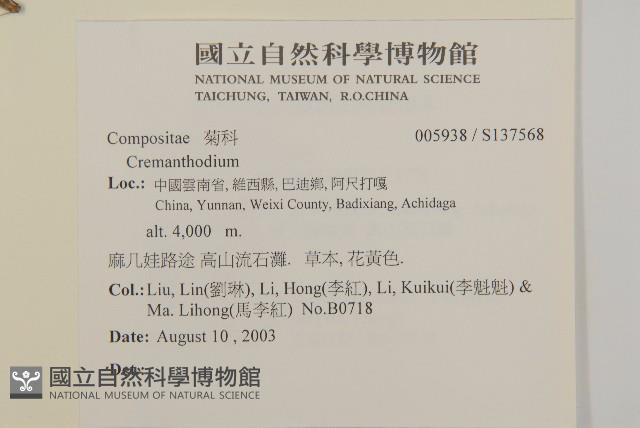 國立自然科學博物館
NATIONAL MUSEUM OF NATURAL SCIENCE
TAICHUNG, TAIWAN, R.O.CHINA
Compositae 菊科 005938 / S137568
Cremanthodium
Loc.: 中國雲南省, 維西縣, 巴迪鄉, 阿尺打嘎
China, Yunnan, Weixi County, Badixiang, Achidaga
alt. 4,000 m.
麻几娃路途 高山流石灘. 草本, 花黃色.
Col.: Liu, Lin(劉琳), Li, Hong(李紅), Li, Kuikui(李魁魁) &
Ma. Lihong(馬李紅) No.B0718
Date: August 10 , 2003
Det.:
國立自然科學博物館
NATIONAL MUSEUM OF NATURAL SCIENCE